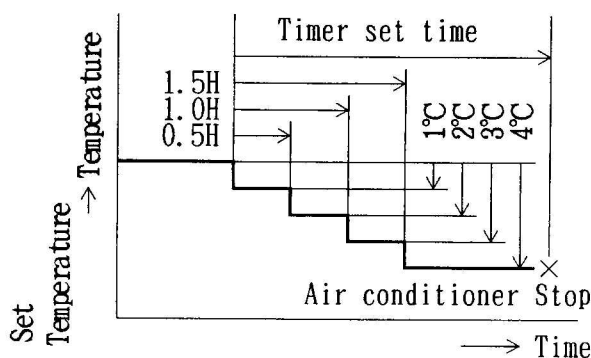 Timer set time
1.5H
1.0H
0.5H
1℃
2℃
3℃
4℃
→ Temperature
Set
Temperature
Air conditioner Stop
→ Time